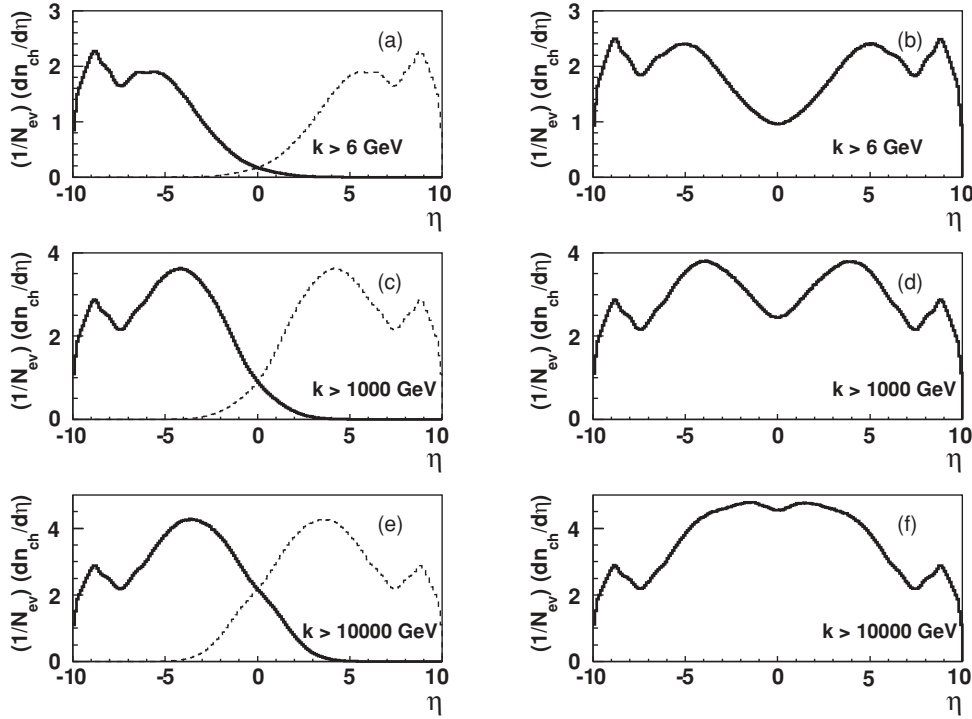 (1/N_ev) (dn_ch/dη)
3
2
1
0
(a)
k > 6 GeV
-10 -5 0 5 10
η
(1/N_ev) (dn_ch/dη)
3
2
1
0
(b)
k > 6 GeV
-10 -5 0 5 10
η
(1/N_ev) (dn_ch/dη)
4
2
0
(c)
k > 1000 GeV
-10 -5 0 5 10
η
(1/N_ev) (dn_ch/dη)
4
2
0
(d)
k > 1000 GeV
-10 -5 0 5 10
η
(1/N_ev) (dn_ch/dη)
4
2
0
(e)
k > 10000 GeV
-10 -5 0 5 10
η
(1/N_ev) (dn_ch/dη)
4
2
0
(f)
k > 10000 GeV
-10 -5 0 5 10
η